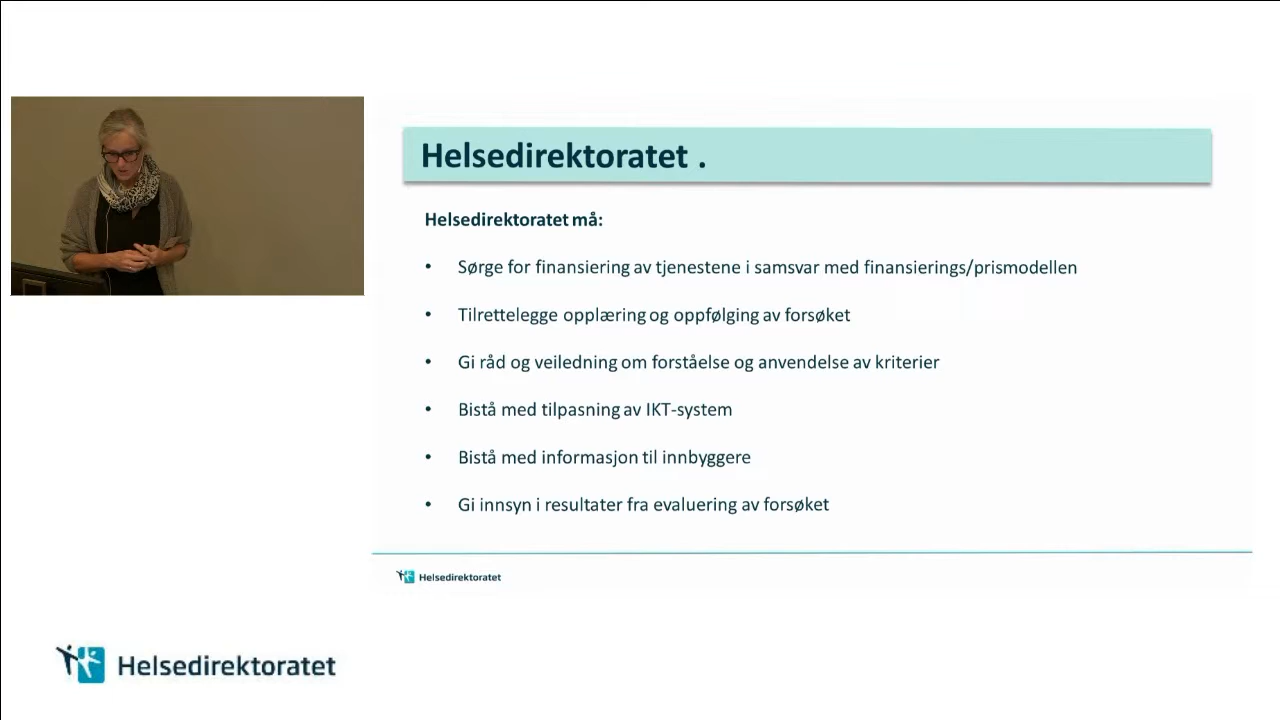 Helsedirektoratet .
Helsedirektoratet må:
• Sørge for finansiering av tjenestene i samsvar med finansierings/prismodellen
• Tilrettelegge opplæring og oppfølging av forsøket
• Gi råd og veiledning om forståelse og anvendelse av kriterier
• Bistå med tilpasning av IKT-system
• Bistå med informasjon til innbyggere
• Gi innsyn i resultater fra evaluering av forsøket
Helsedirektoratet
Helsedirektoratet